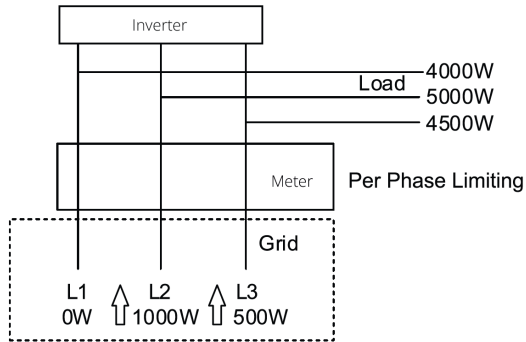 Inverter
4000W
Load
5000W
4500W
Meter
Per Phase Limiting
Grid
L1 L2 L3
0W 1000W 500W